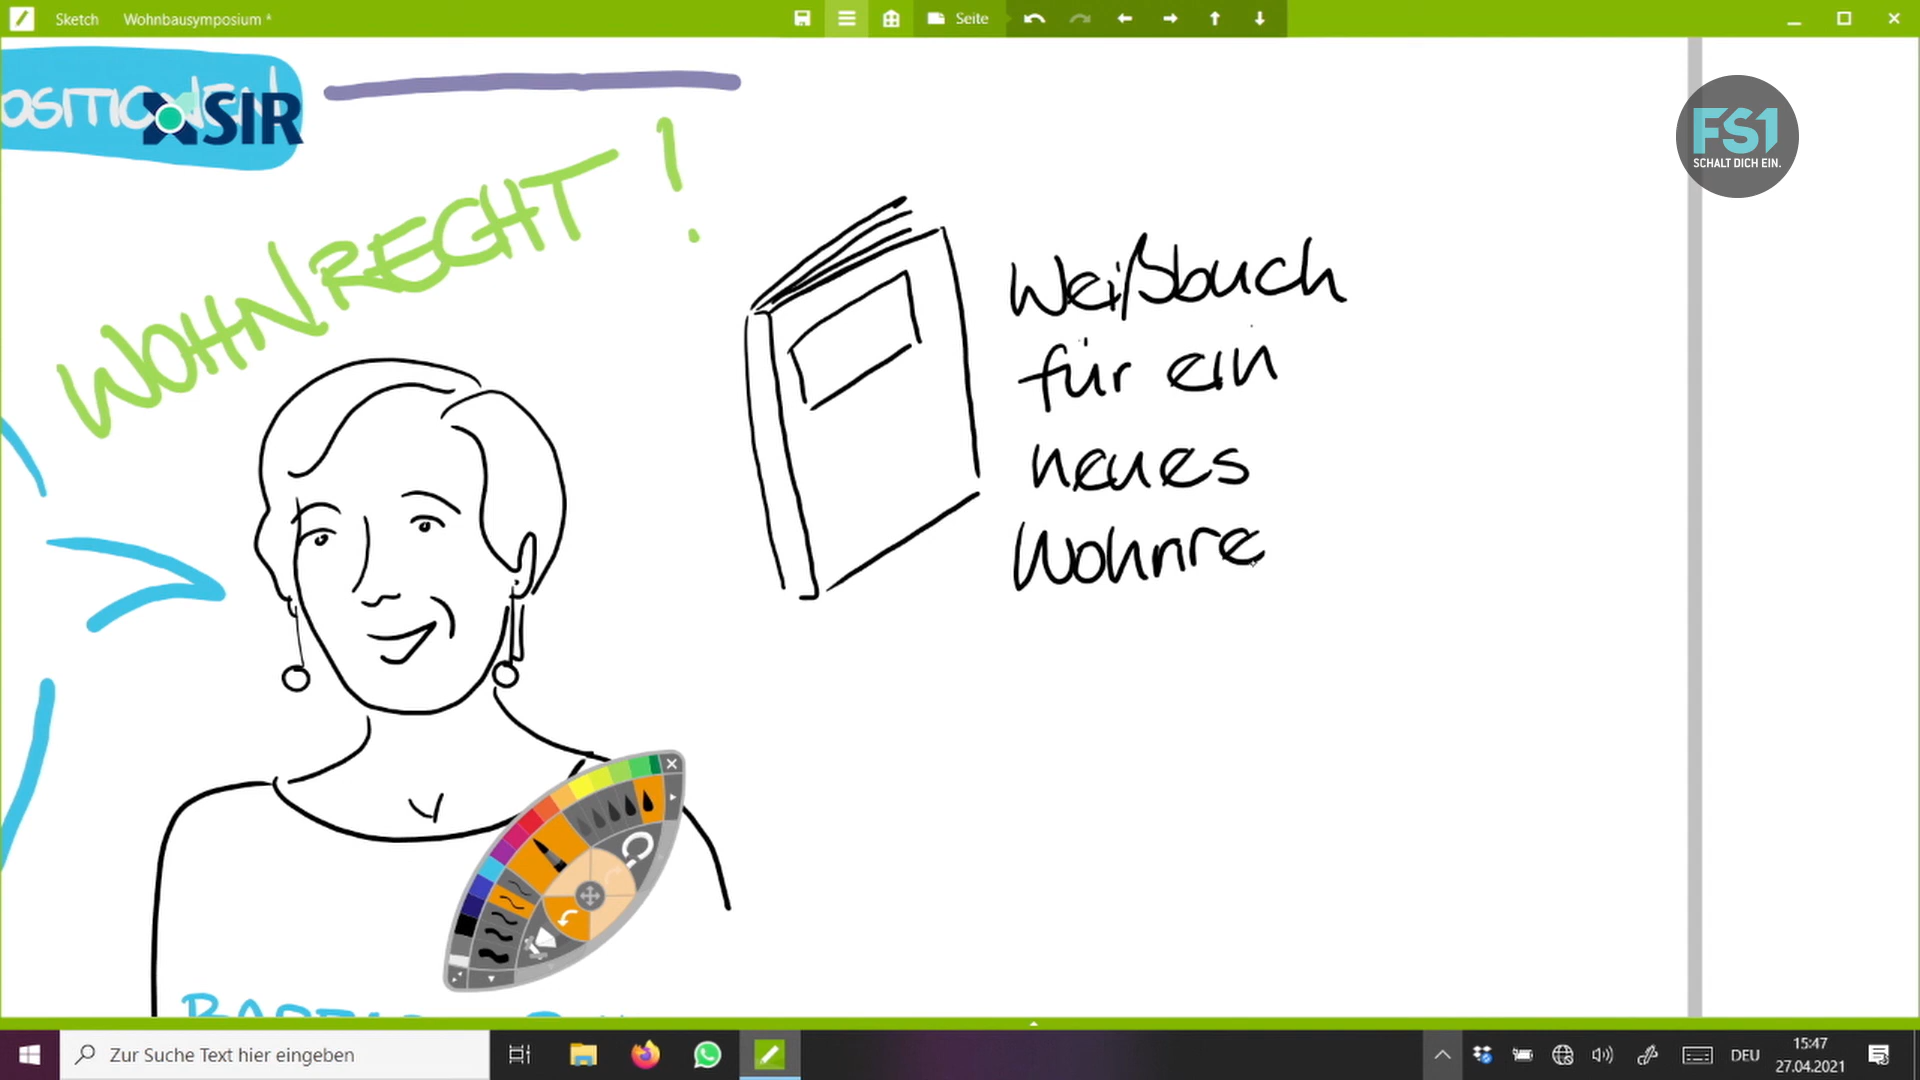 Sketch
Wohnbausymposium *
Seite
OSITIONEN
SIR
FS1
SCHALT DICH EIN.
WOHNRECHT!
Weißbuch
für ein
neues
Wohnre
Zur Suche Text hier eingeben
DEU
15:47
27.04.2021